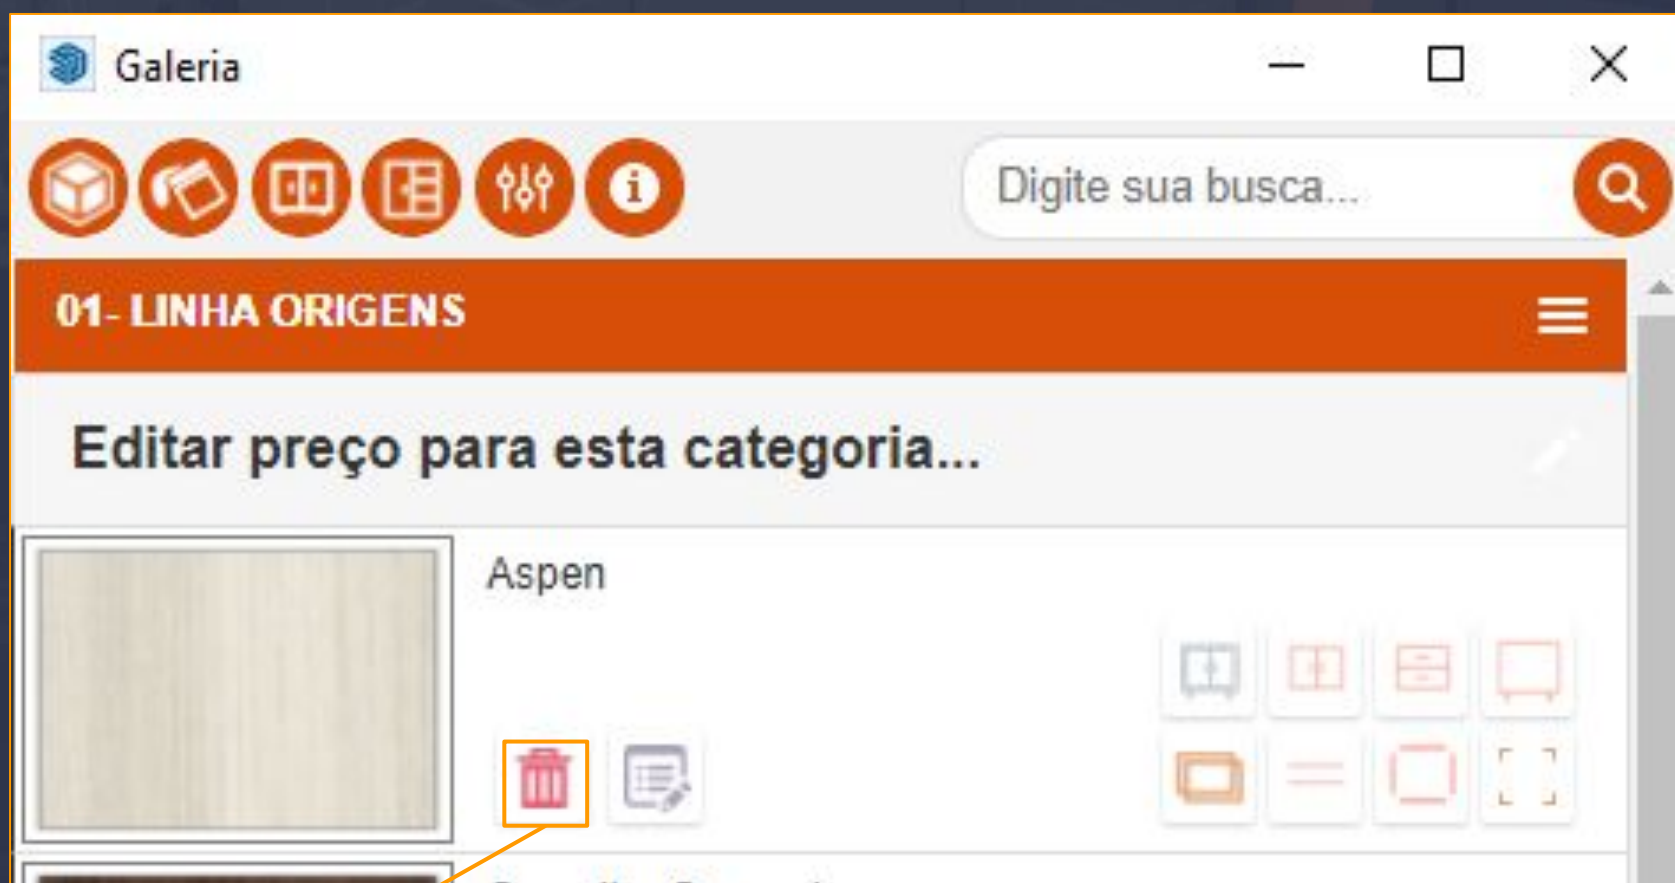 Galeria
Digite sua busca...
01- LINHA ORIGENS
Editar preço para esta categoria...
Aspen